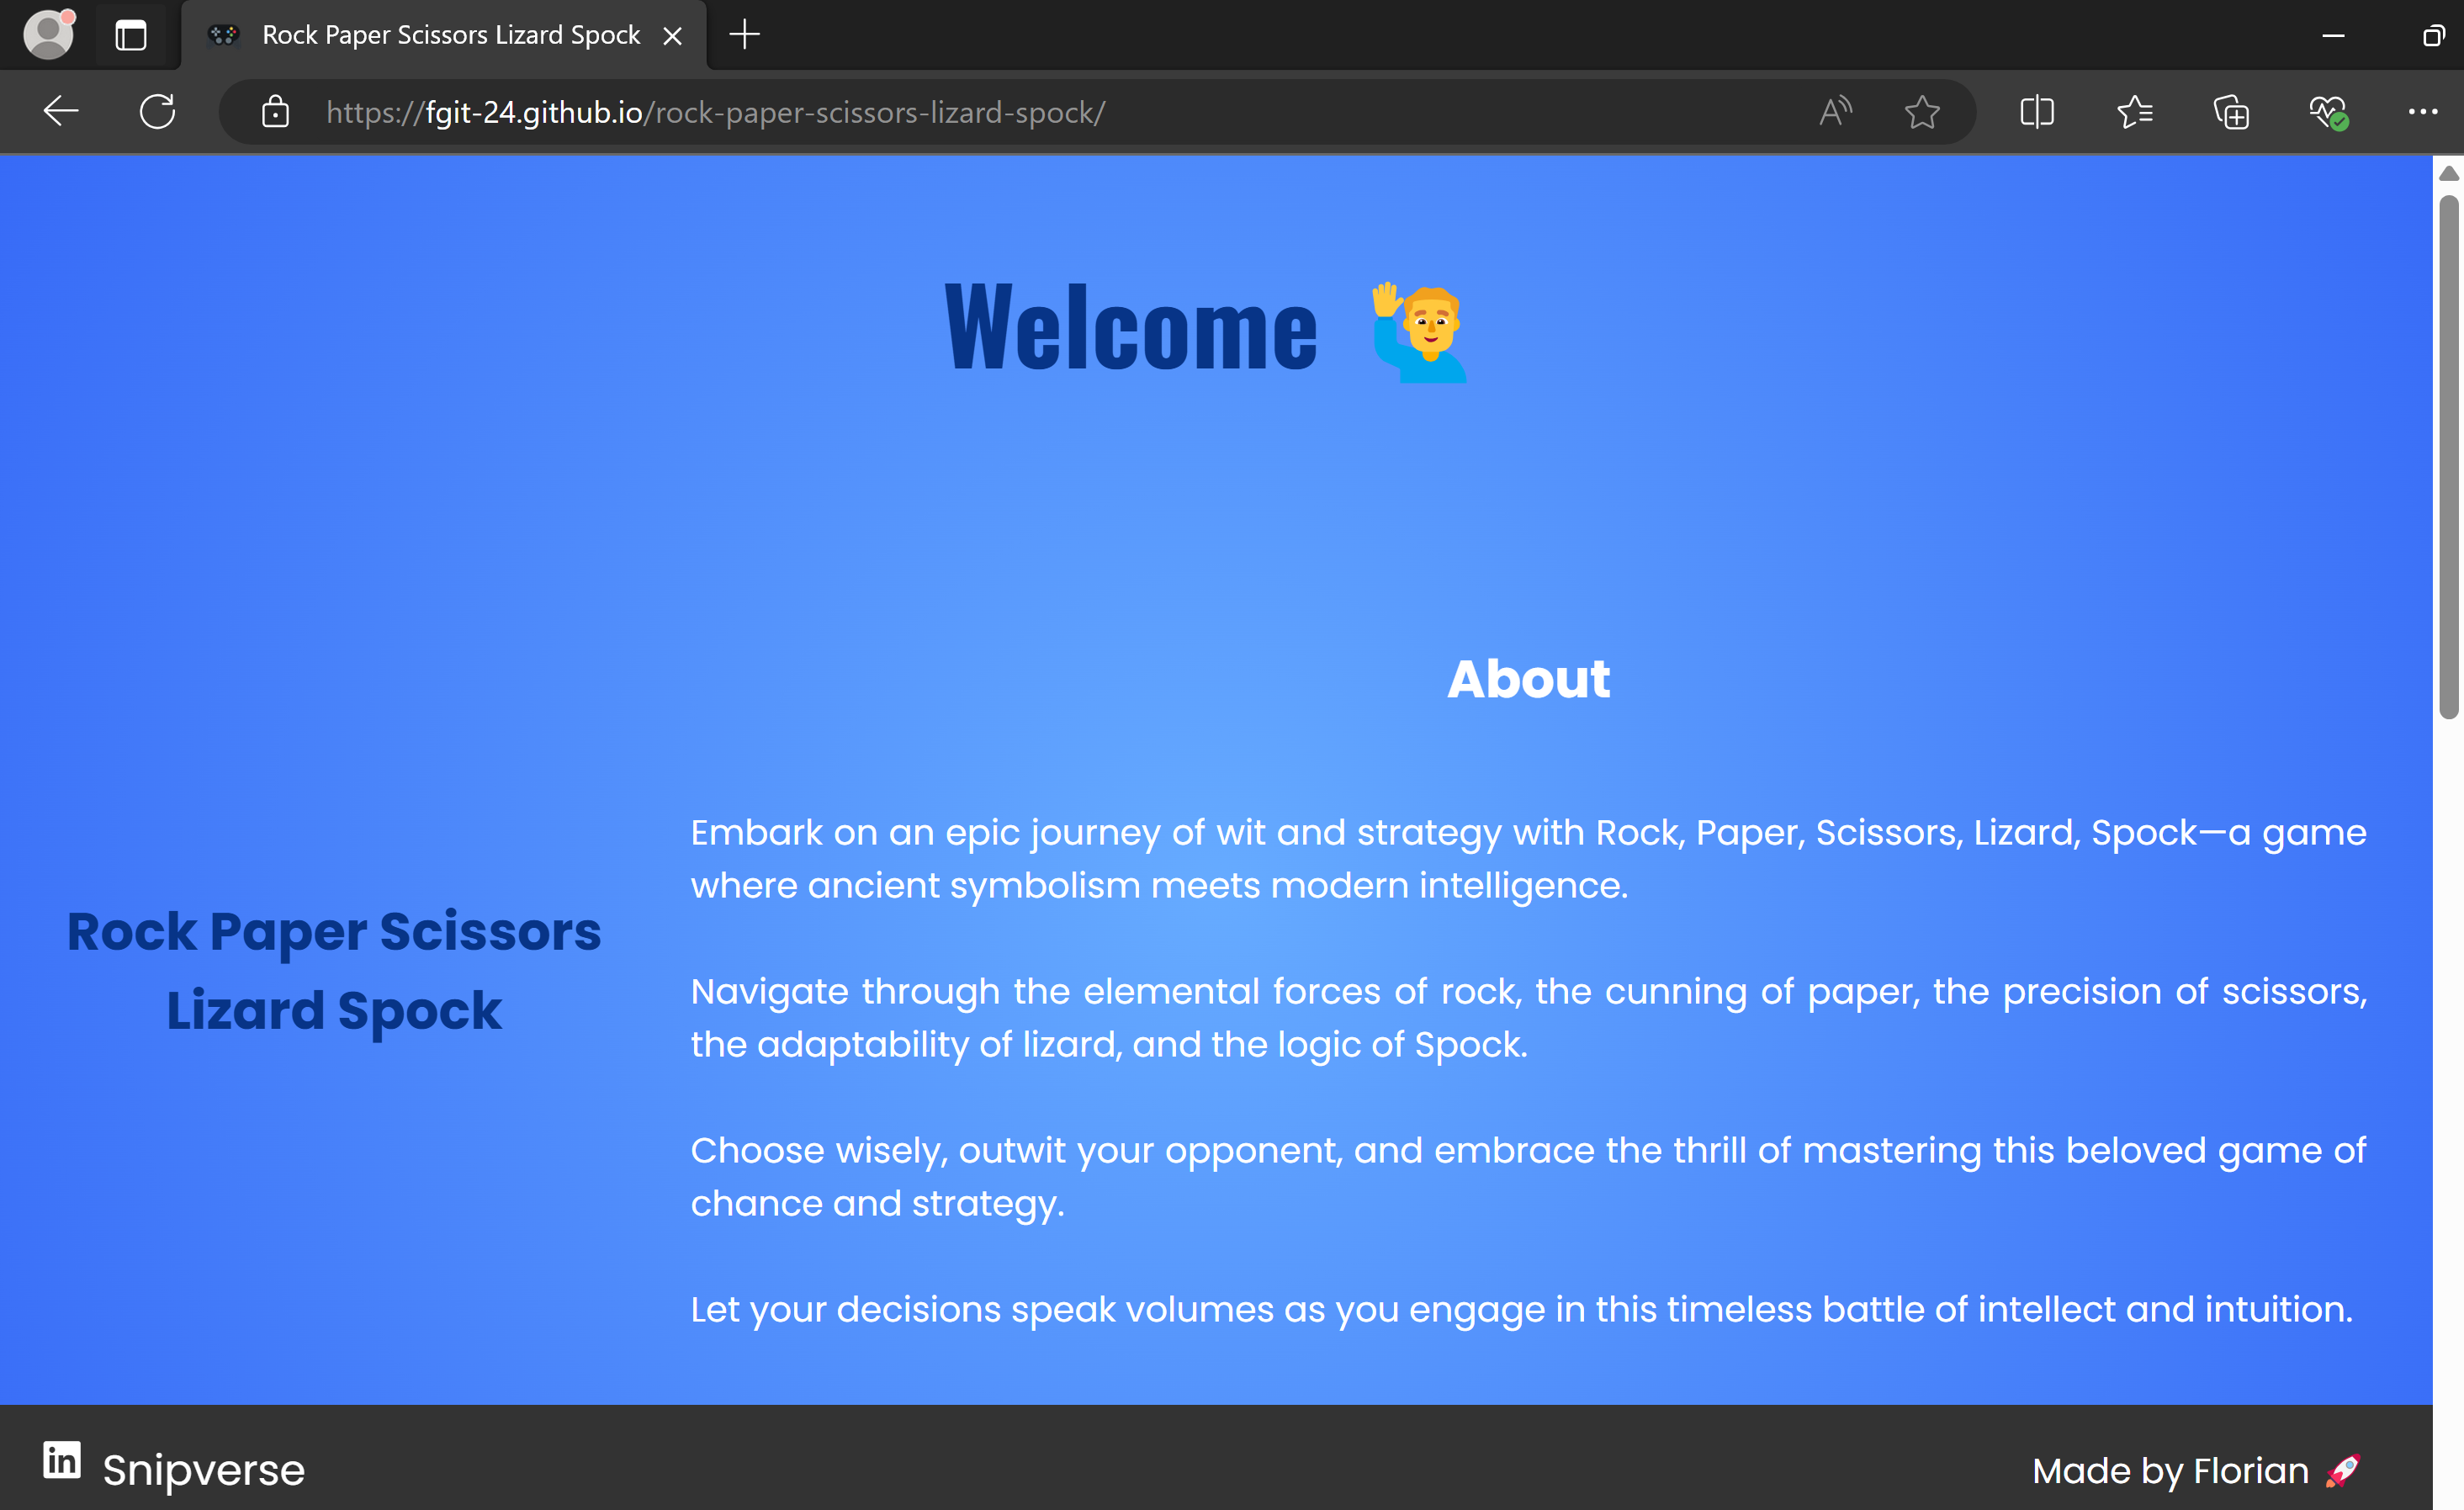 Rock Paper Scissors Lizard Spock
https://fgit-24.github.io/rock-paper-scissors-lizard-spock/
Welcome 🙋‍♂️
About
Embark on an epic journey of wit and strategy with Rock, Paper, Scissors, Lizard, Spock—a game
where ancient symbolism meets modern intelligence.
Rock Paper Scissors
Lizard Spock
Navigate through the elemental forces of rock, the cunning of paper, the precision of scissors,
the adaptability of lizard, and the logic of Spock.
Choose wisely, outwit your opponent, and embrace the thrill of mastering this beloved game of
chance and strategy.
Let your decisions speak volumes as you engage in this timeless battle of intellect and intuition.
in Snipverse
Made by Florian 🚀